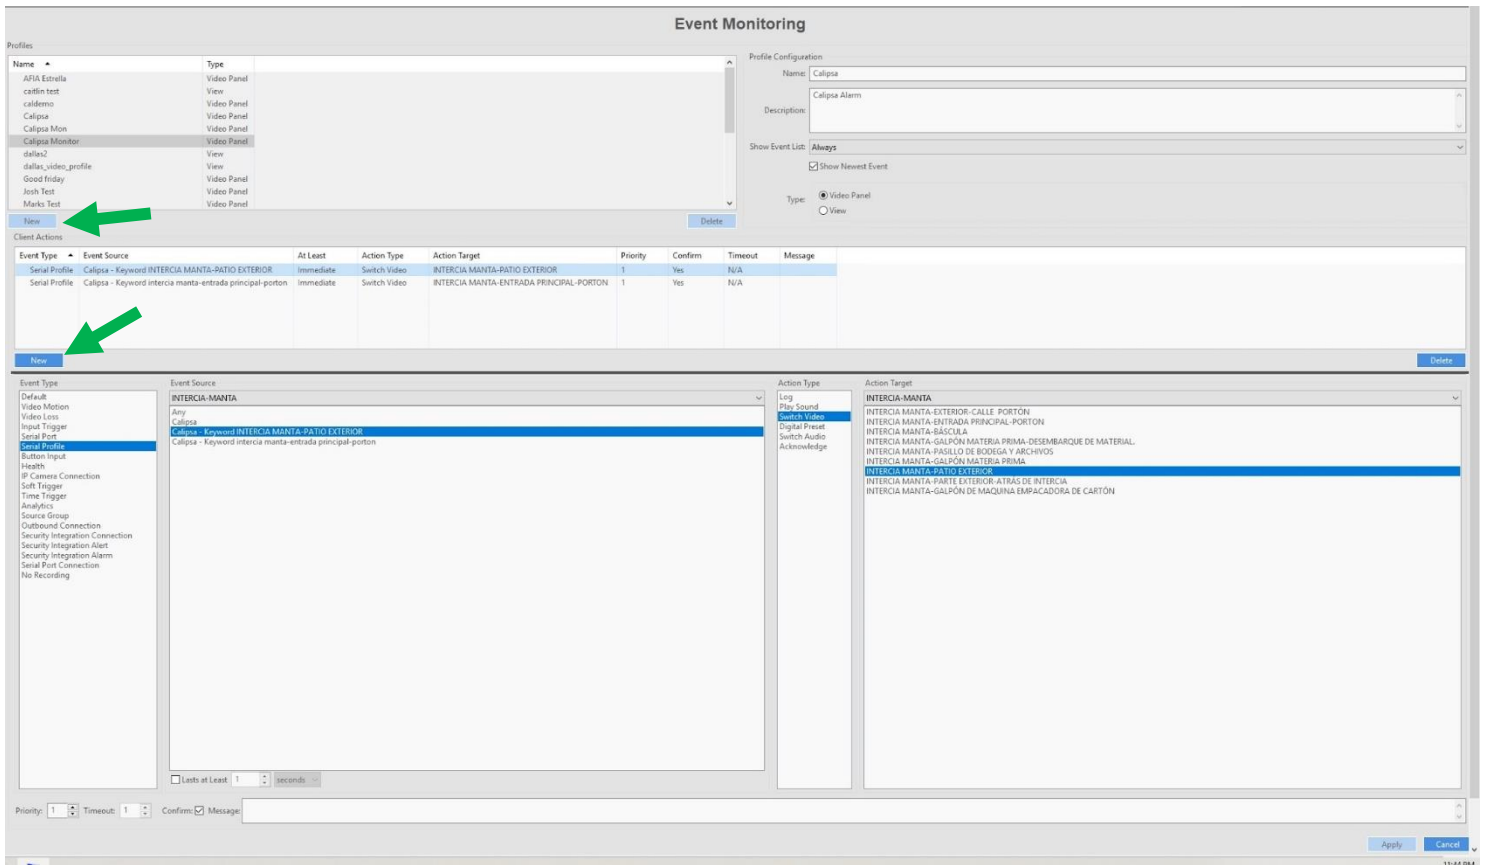 Event Monitoring
Profiles
Name Type
AFIA Estrella Video Panel
caitlin test View
caldemo Video Panel
Calipsa Video Panel
Calipsa Mon Video Panel
Calipsa Monitor Video Panel
dallas2 View
dallas_video_profile View
Good friday Video Panel
Josh Test Video Panel
Marks Test Video Panel
New Delete
Profile Configuration
Name: Calipsa
Description: Calipsa Alarm
Show Event List: Always
Show Newest Event
Type: Video Panel
View
Client Actions
Event Type Event Source At Least Action Type Action Target Priority Confirm Timeout Message
Serial Profile Calipsa - Keyword INTERCIA MANTA-PATIO EXTERIOR Immediate Switch Video INTERCIA MANTA-PATIO EXTERIOR 1 Yes N/A
Serial Profile Calipsa - Keyword intercia manta-entrada principal-porton Immediate Switch Video INTERCIA MANTA-ENTRADA PRINCIPAL-PORTON 1 Yes N/A
New Delete
Event Type
Default
Video Motion
Video Loss
Input Trigger
Serial Port
Serial Profile
Button Input
Health
IP Camera Connection
Soft Trigger
Time Trigger
Analytics
Source Group
Outbound Connection
Security Integration Connection
Security Integration Alert
Security Integration Alarm
Serial Port Connection
No Recording
Event Source
INTERCIA-MANTA
Any
Calipsa
Calipsa - Keyword INTERCIA MANTA-PATIO EXTERIOR
Calipsa - Keyword intercia manta-entrada principal-porton
Lasts at Least 1 seconds
Action Type
Log
Play Sound
Switch Video
Digital Preset
Switch Audio
Acknowledge
Action Target
INTERCIA-MANTA
INTERCIA MANTA-EXTERIOR-CALLE PORTÓN
INTERCIA MANTA-ENTRADA PRINCIPAL-PORTON
INTERCIA MANTA-BÁSCULA
INTERCIA MANTA-GALPÓN MATERIA PRIMA-DESEMBARQUE DE MATERIAL.
INTERCIA MANTA-PASILLO DE BODEGA Y ARCHIVOS
INTERCIA MANTA-GALPÓN MATERIA PRIMA
INTERCIA MANTA-PATIO EXTERIOR
INTERCIA MANTA-PARTE EXTERIOR-ATRÁS DE INTERCIA
INTERCIA MANTA-GALPÓN DE MAQUINA EMPACADORA DE CARTÓN
Priority: 1 Timeout: 1 Confirm: Message:
Apply Cancel
11:44 PM